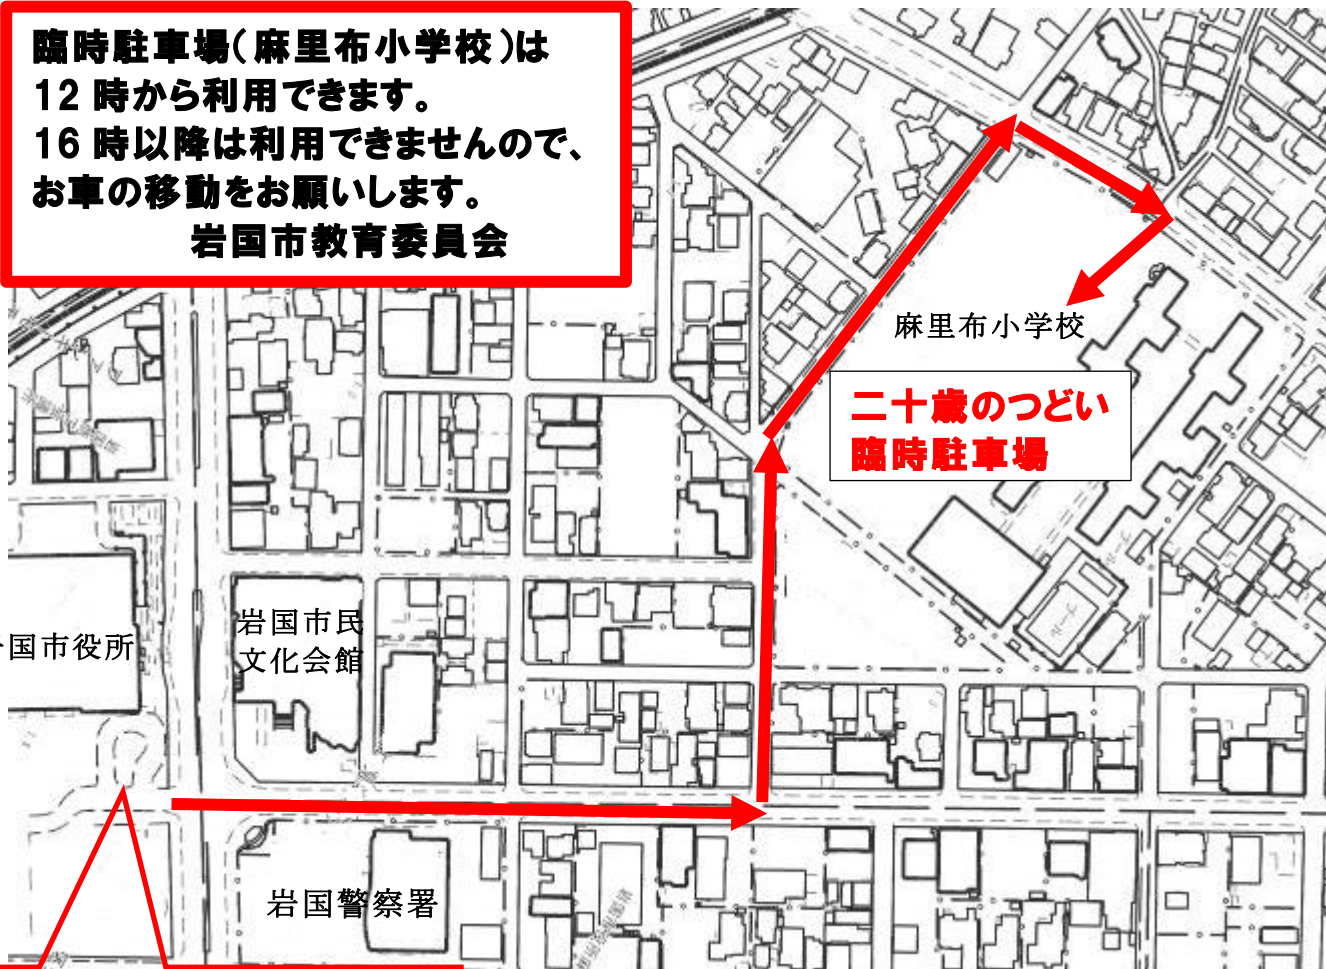 臨時駐車場(麻里布小学校)は
12時から利用できます。
16時以降は利用できませんので、
お車の移動をお願いします。
岩国市教育委員会
麻里布小学校
二十歳のつどい
臨時駐車場
岩国市民
文化会館
国市役所
岩国警察署